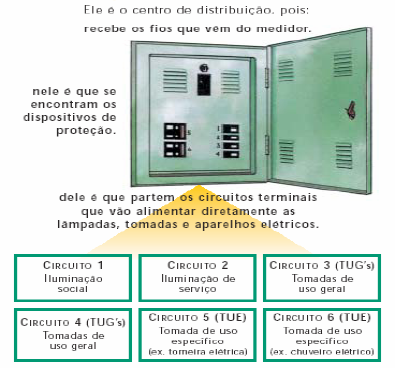 Ele é o centro de distribuição, pois:
recebe os fios que vêm do medidor.
nele é que se
encontram os
dispositivos de
proteção.
dele é que partem os circuitos terminais
que vão alimentar diretamente as
lâmpadas, tomadas e aparelhos elétricos.
CIRCUITO 1
Iluminação
social
CIRCUITO 2
Iluminação de
serviço
CIRCUITO 3 (TUG's)
Tomadas de
uso geral
CIRCUITO 4 (TUG's)
Tomadas de
uso geral
CIRCUITO 5 (TUE)
Tomada de uso
específico
(ex. torneira elétrica)
CIRCUITO 6 (TUE)
Tomada de uso
específico
(ex. chuveiro elétrico)